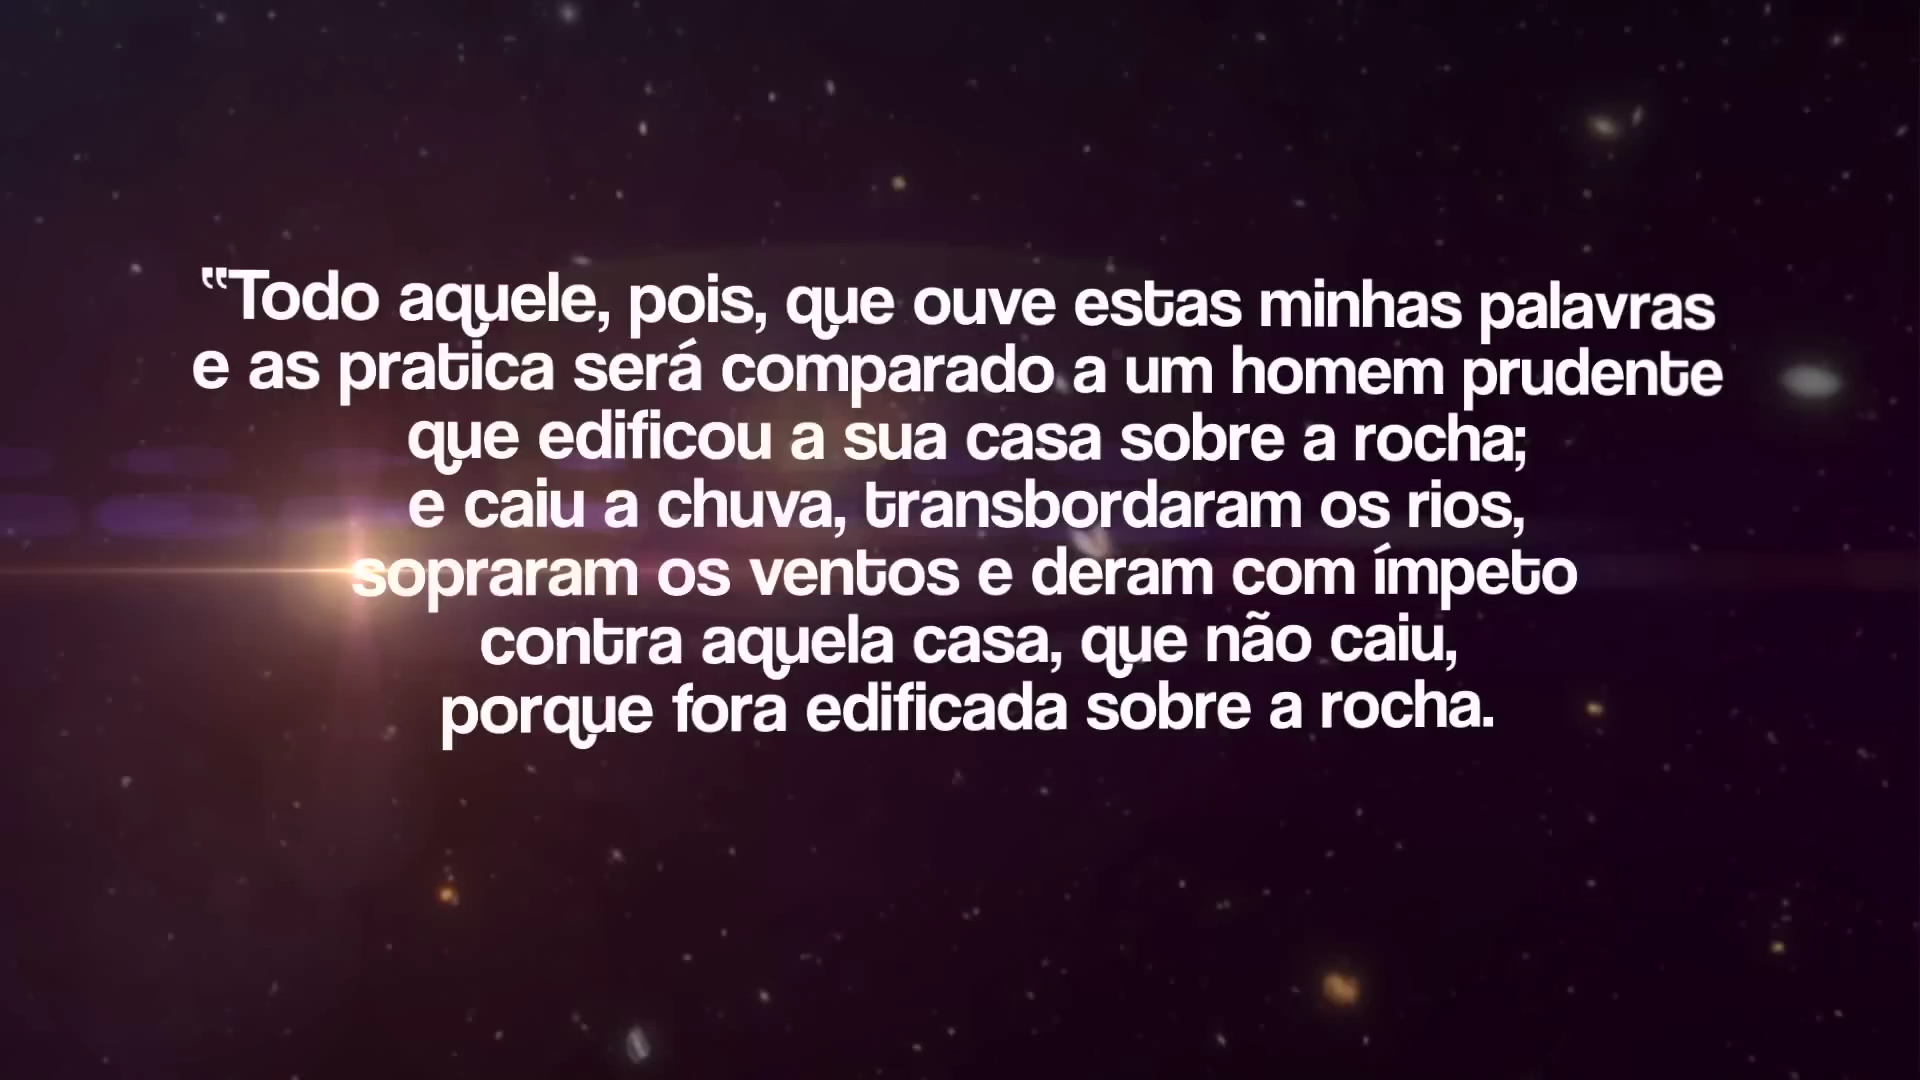 “Todo aquele, pois, que ouve estas minhas palavras
e as pratica será comparado a um homem prudente
que edificou a sua casa sobre a rocha;
e caiu a chuva, transbordaram os rios,
sopraram os ventos e deram com ímpeto
contra aquela casa, que não caiu,
porque fora edificada sobre a rocha.